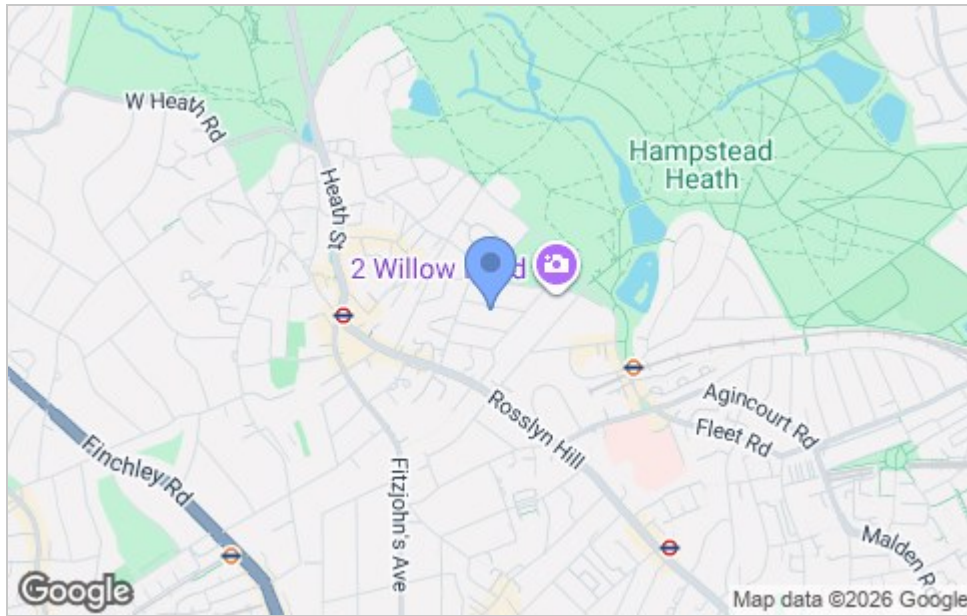 W Heath Rd
Hampstead
Heath
Heath St
2 Willow
Rosslyn Hill
Agincourt Rd
Fleet Rd
Finchley Rd
Fitzjohn's Ave
Malden
Google
Map data ©2026 Google